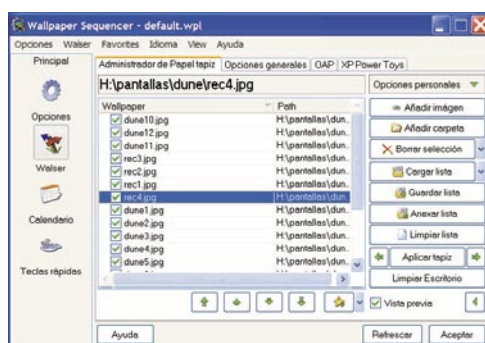 Wallpaper Sequencer - default.wpl
Opciones Walser Favorites Idoma View Ayuda
Principal
Opciones
Walser
Calendario
Teclas rápidas
Administrador de Papel tapiz Opciones generales OAP XP Power Toys
H:\pantallas\dune\rec4.jpg
Wallpaper Path
dune10.jpg H:\pantallas\dun..
dune12.jpg H:\pantallas\dun..
dune11.jpg H:\pantallas\dun..
rec3.jpg H:\pantallas\dun..
rec2.jpg H:\pantallas\dun..
rec1.jpg H:\pantallas\dun..
rec4.jpg H:\pantallas\dun..
dune1.jpg H:\pantallas\dun..
dune2.jpg H:\pantallas\dun..
dune3.jpg H:\pantallas\dun..
dune4.jpg H:\pantallas\dun..
dune5.jpg H:\pantallas\dun..
Opciones personales
Añadir imágen
Añadir carpeta
Borrar selección
Cargar lista
Guardar lista
Anexar lista
Limpiar lista
Aplicar tapiz
Limpiar Escritorio
Vista previa
Ayuda Refrescar Aceptar